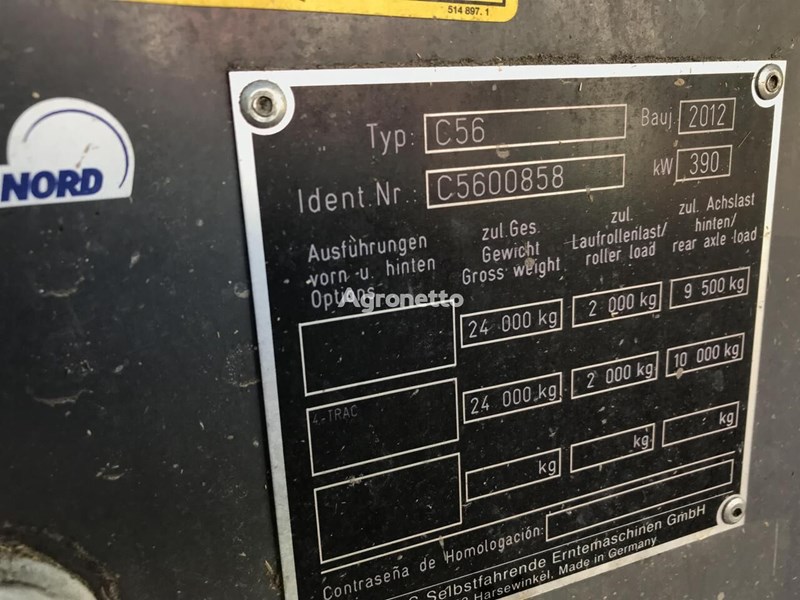 514 897. 1
NORD
Typ: C56
Bauj 2012
Ident.Nr.: C5600858
kW 390
Ausführungen
vorn u. hinten
Options
zul.Ges.
Gewicht
Gross weight
zul.
Laufrollenlast/
roller load
zul. Achslast
hinten/
rear axle load
24 000 kg 2 000 kg 9 500 kg
4-TRAC 24 000 kg 2 000 kg 10 000 kg
kg kg kg
Contraseña de Homologación:
Selbstfahrende Erntemaschinen GmbH
Harsewinkel, Made in Germany
Agronetto